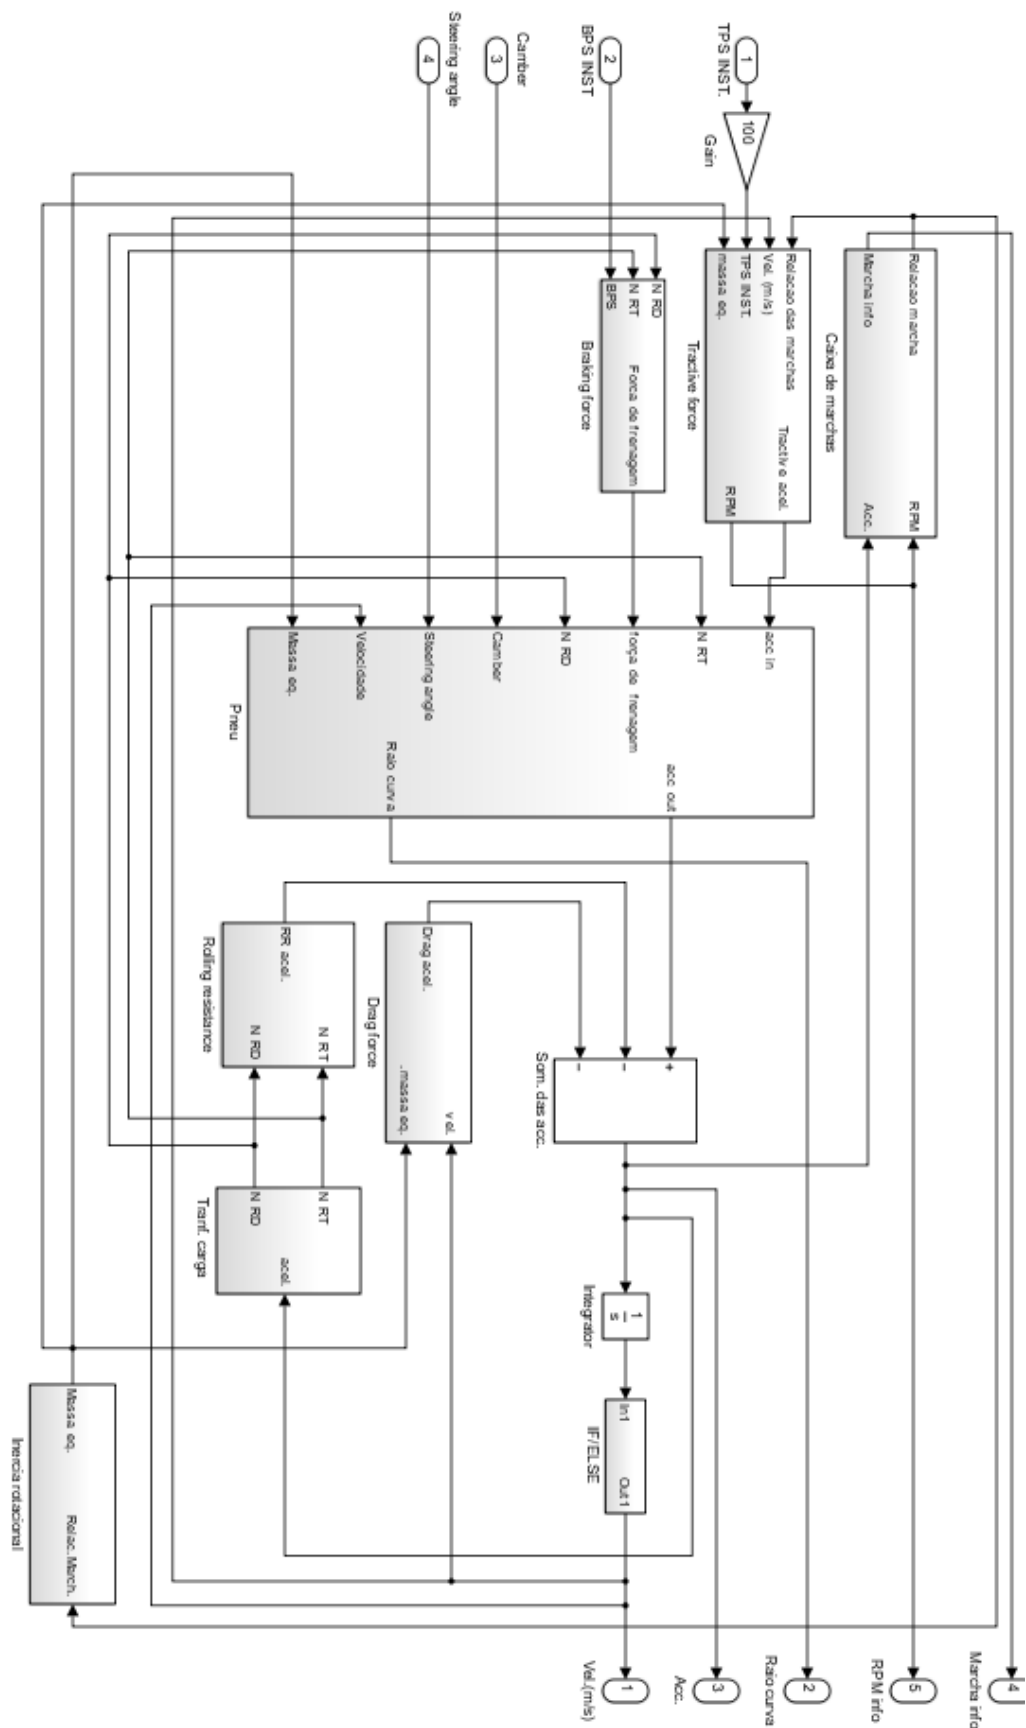 Marcha info
4
RPM info
5
Raio curva
2
Acc.
3
Vel.(m/s)
1
Relacao marcha
Marcha info
RPM
Acc.
Caixa de marchas
Relacao das marchas
Vel. (m/s)
TPS INST.
massa eq.
Tractive acel.
RPM
Tractive force
1
TPS INST.
100
Gain
2
BPS INST
N RD
N RT
BPS
Forca de frenagem
Braking force
3
Camber
4
Steering angle
acc in
N RT
força de frenagem
N RD
Camber
Steering angle
Velocidade
Massa eq.
acc out
Raio curva
Pneu
+
−
−
Som. das acc.
1
s
Integrator
In1
Out1
IF/ELSE
Drag acel.
vel.
. massa eq.
Drag force
RR acel.
N RT
N RD
Rolling resistance
N RT
N RD
acel.
Tranf. carga
Massa eq.
Relac. March.
Inercia rotacional